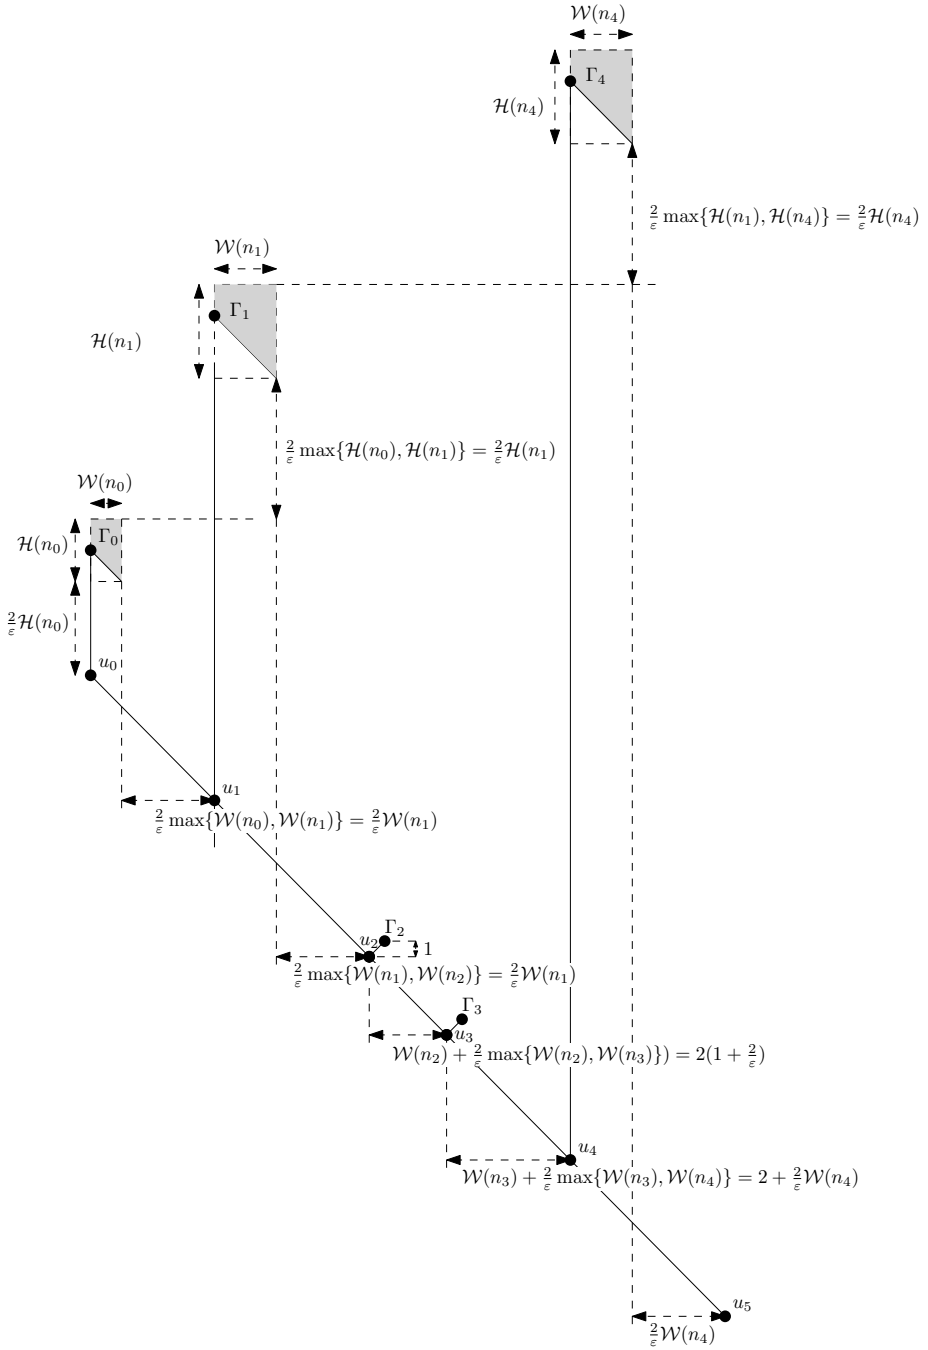 𝒲(n₄)
Γ₄
ℋ(n₄)
2/ε max{ℋ(n₁), ℋ(n₄)} = 2/ε ℋ(n₄)
𝒲(n₁)
Γ₁
ℋ(n₁)
2/ε max{ℋ(n₀), ℋ(n₁)} = 2/ε ℋ(n₁)
𝒲(n₀)
Γ₀
ℋ(n₀)
2/ε ℋ(n₀)
u₀
u₁
2/ε max{𝒲(n₀), 𝒲(n₁)} = 2/ε 𝒲(n₁)
Γ₂
u₂
1
2/ε max{𝒲(n₁), 𝒲(n₂)} = 2/ε 𝒲(n₁)
Γ₃
u₃
𝒲(n₂) + 2/ε max{𝒲(n₂), 𝒲(n₃)}) = 2(1 + 2/ε)
u₄
𝒲(n₃) + 2/ε max{𝒲(n₃), 𝒲(n₄)} = 2 + 2/ε 𝒲(n₄)
u₅
2/ε 𝒲(n₄)